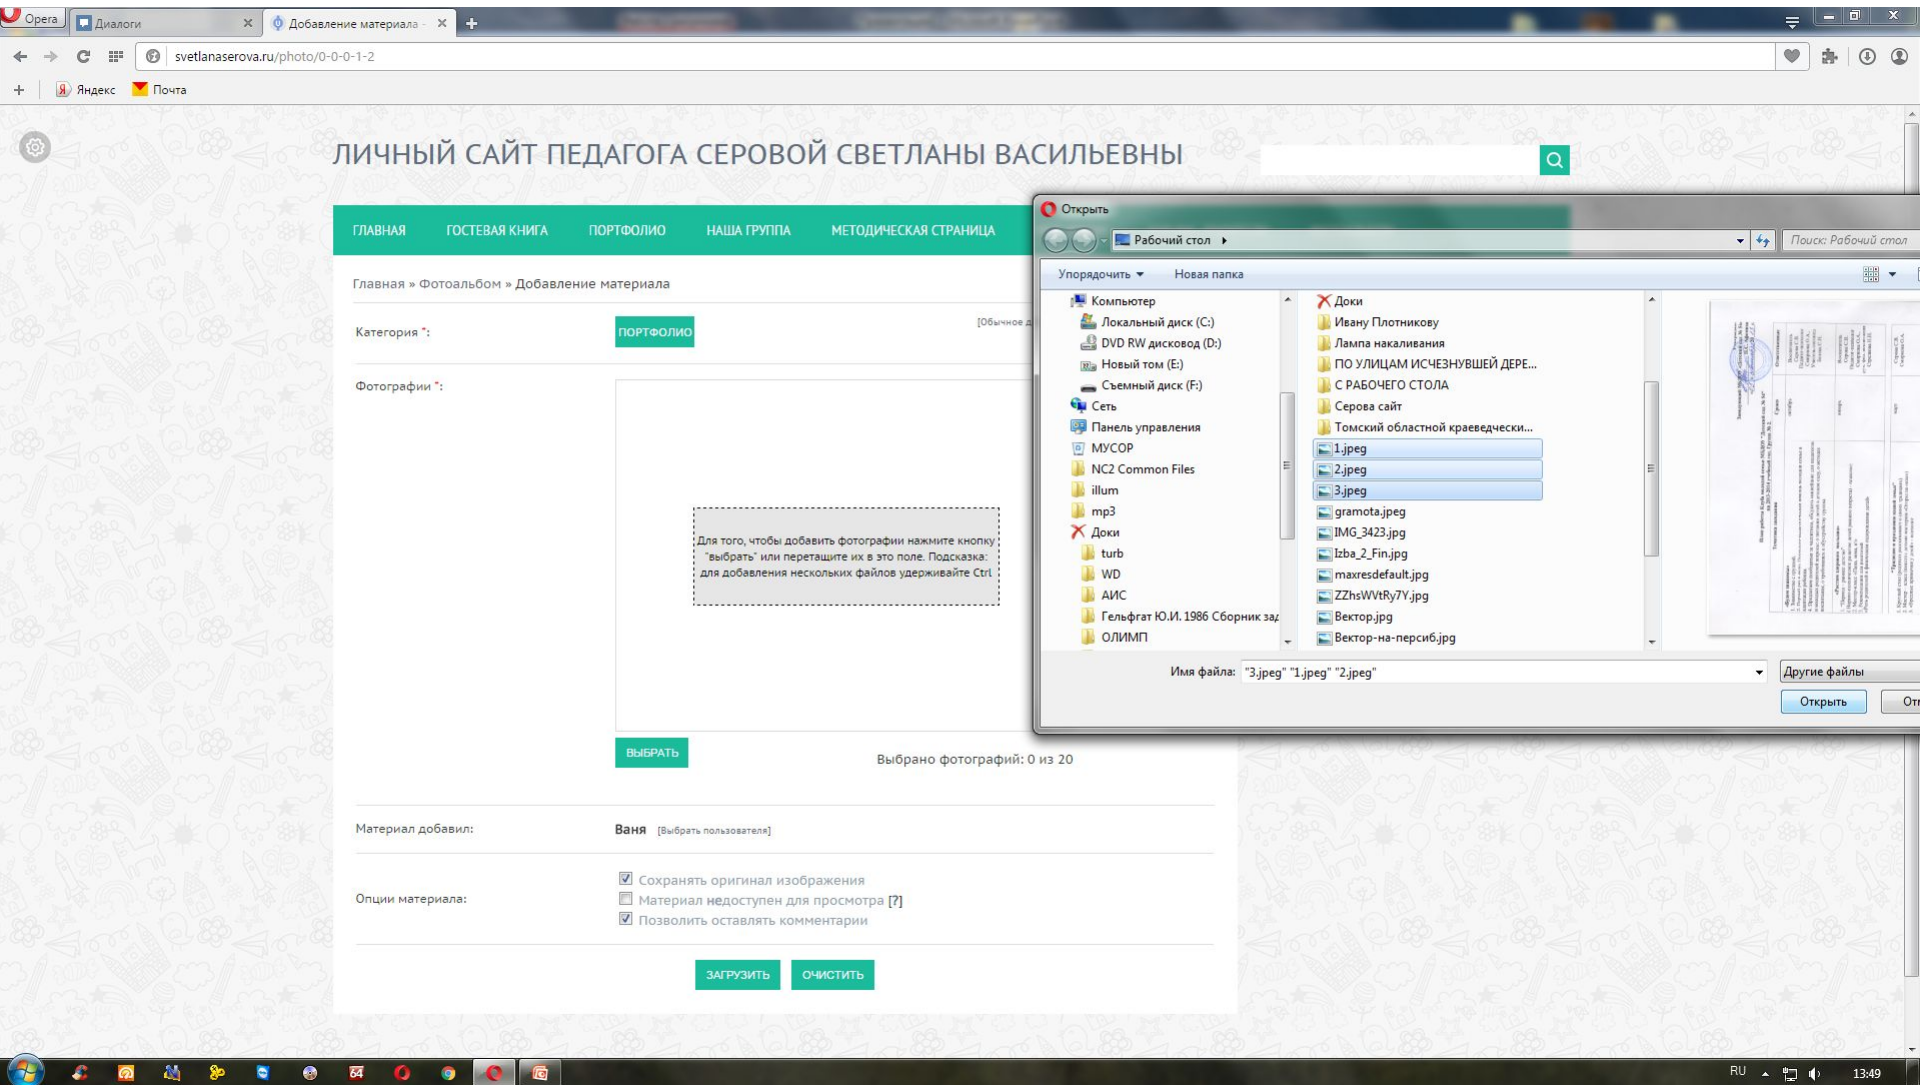 Opera
Диалоги
Добавление материала -
svetlanaserova.ru/photo/0-0-0-1-2
Яндекс
Почта
ЛИЧНЫЙ САЙТ ПЕДАГОГА СЕРОВОЙ СВЕТЛАНЫ ВАСИЛЬЕВНЫ
ГЛАВНАЯ ГОСТЕВАЯ КНИГА ПОРТФОЛИО НАША ГРУППА МЕТОДИЧЕСКАЯ СТРАНИЦА
Главная » Фотоальбом » Добавление материала
Категория *:
ПОРТФОЛИО
[Обычное д
Фотографии *:
Для того, чтобы добавить фотографии нажмите кнопку
"выбрать" или перетащите их в это поле. Подсказка:
для добавления нескольких файлов удерживайте Ctrl
ВЫБРАТЬ
Выбрано фотографий: 0 из 20
Материал добавил:
Ваня [Выбрать пользователя]
Опции материала:
Сохранять оригинал изображения
Материал недоступен для просмотра [?]
Позволить оставлять комментарии
ЗАГРУЗИТЬ ОЧИСТИТЬ
Открыть
Рабочий стол
Поиск: Рабочий стол
Упорядочить Новая папка
Компьютер
Локальный диск (C:)
DVD RW дисковод (D:)
Новый том (E:)
Съемный диск (F:)
Сеть
Панель управления
МУСОР
NC2 Common Files
illum
mp3
Доки
turb
WD
АИС
Гельфгат Ю.И. 1986 Сборник зад
ОЛИМП
Доки
Ивану Плотникову
Лампа накаливания
ПО УЛИЦАМ ИСЧЕЗНУВШЕЙ ДЕРЕ...
С РАБОЧЕГО СТОЛА
Серова сайт
Томский областной краеведчески...
1.jpeg
2.jpeg
3.jpeg
gramota.jpeg
IMG_3423.jpg
Izba_2_Fin.jpg
maxresdefault.jpg
ZZhsWVtRy7Y.jpg
Вектор.jpg
Вектор-на-персиб.jpg
Имя файла: "3.jpeg" "1.jpeg" "2.jpeg"
Другие файлы
Открыть
От
64
RU
13:49